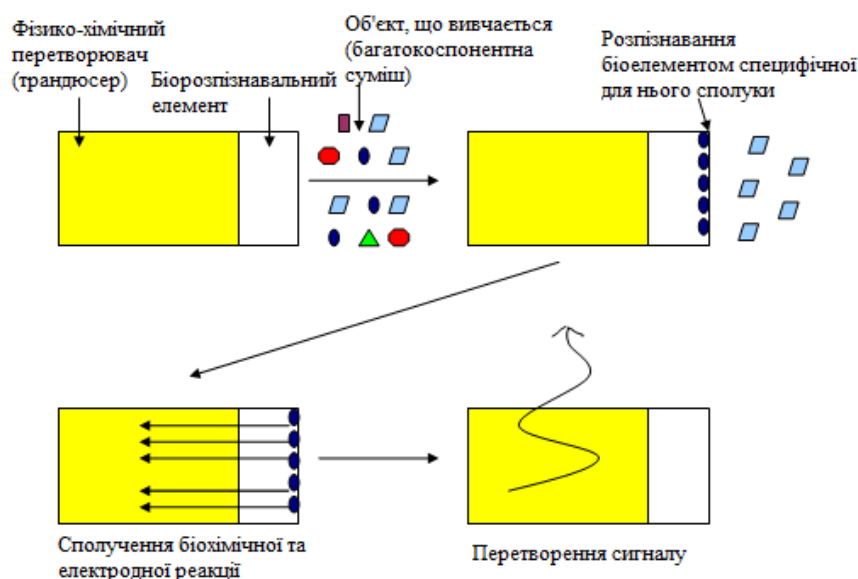 Фізико-хімічний
перетворювач
(трандюсер)
Біорозпізнавальний
елемент
Об'єкт, що вивчається
(багатокоспонентна
суміш)
Розпізнавання
біоелементом специфічної
для нього сполуки
Сполучення біохімічної та
електродної реакції
Перетворення сигналу